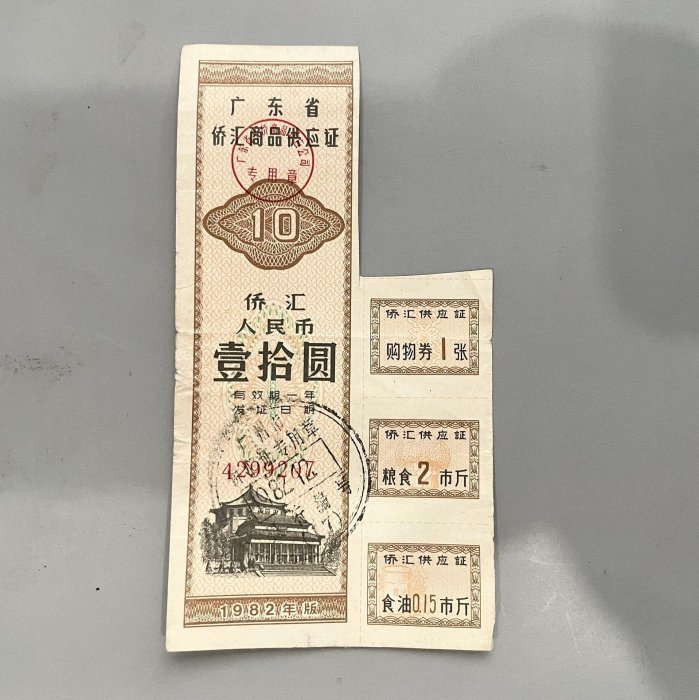 广东省
侨汇商品供应证
专用章
10
侨汇
人民币
壹拾圆
有效期一年
发证日期
4299207
1982年版
侨汇供应证
购物券1张
侨汇供应证
粮食2市斤
侨汇供应证
食油0.15市斤